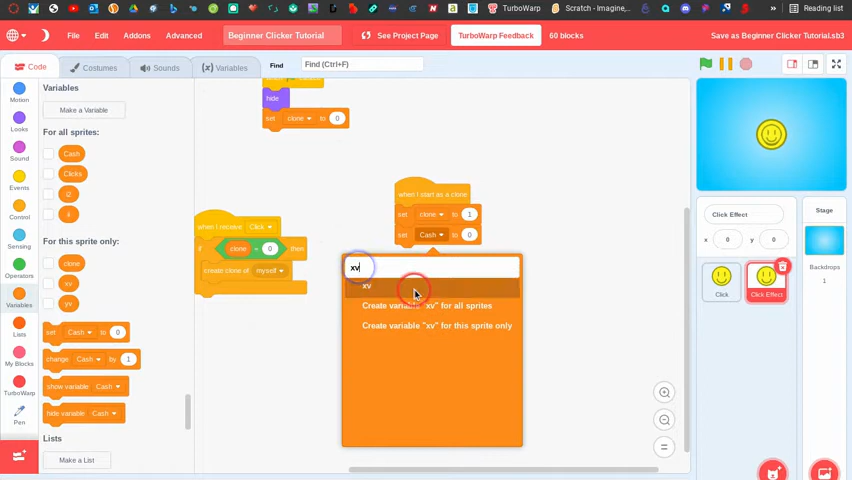 TurboWarp
Scratch - Imagine,...
»
Reading list
File
Edit
Addons
Advanced
Beginner Clicker Tutorial
See Project Page
TurboWarp Feedback
60 blocks
Save as Beginner Clicker Tutorial.sb3
Code
Costumes
Sounds
(x) Variables
Find
Find (Ctrl+F)
Motion
Looks
Sound
Events
Control
Sensing
Operators
Variables
Lists
My Blocks
TurboWarp
Pen
Variables
Make a Variable
For all sprites:
Cash
Clicks
For this sprite only:
clone
xv
yv
set Cash to 0
change Cash by 1
show variable Cash
hide variable Cash
Lists
Make a List
hide
set clone to 0
when I receive Click
if clone = 0 then
create clone of myself
when I start as a clone
set clone to 1
set Cash to 0
xv
xv
Create variable "xv" for all sprites
Create variable "xv" for this sprite only
Click Effect
x 0 y 0
Click
Click Effect
Stage
Backdrops
1